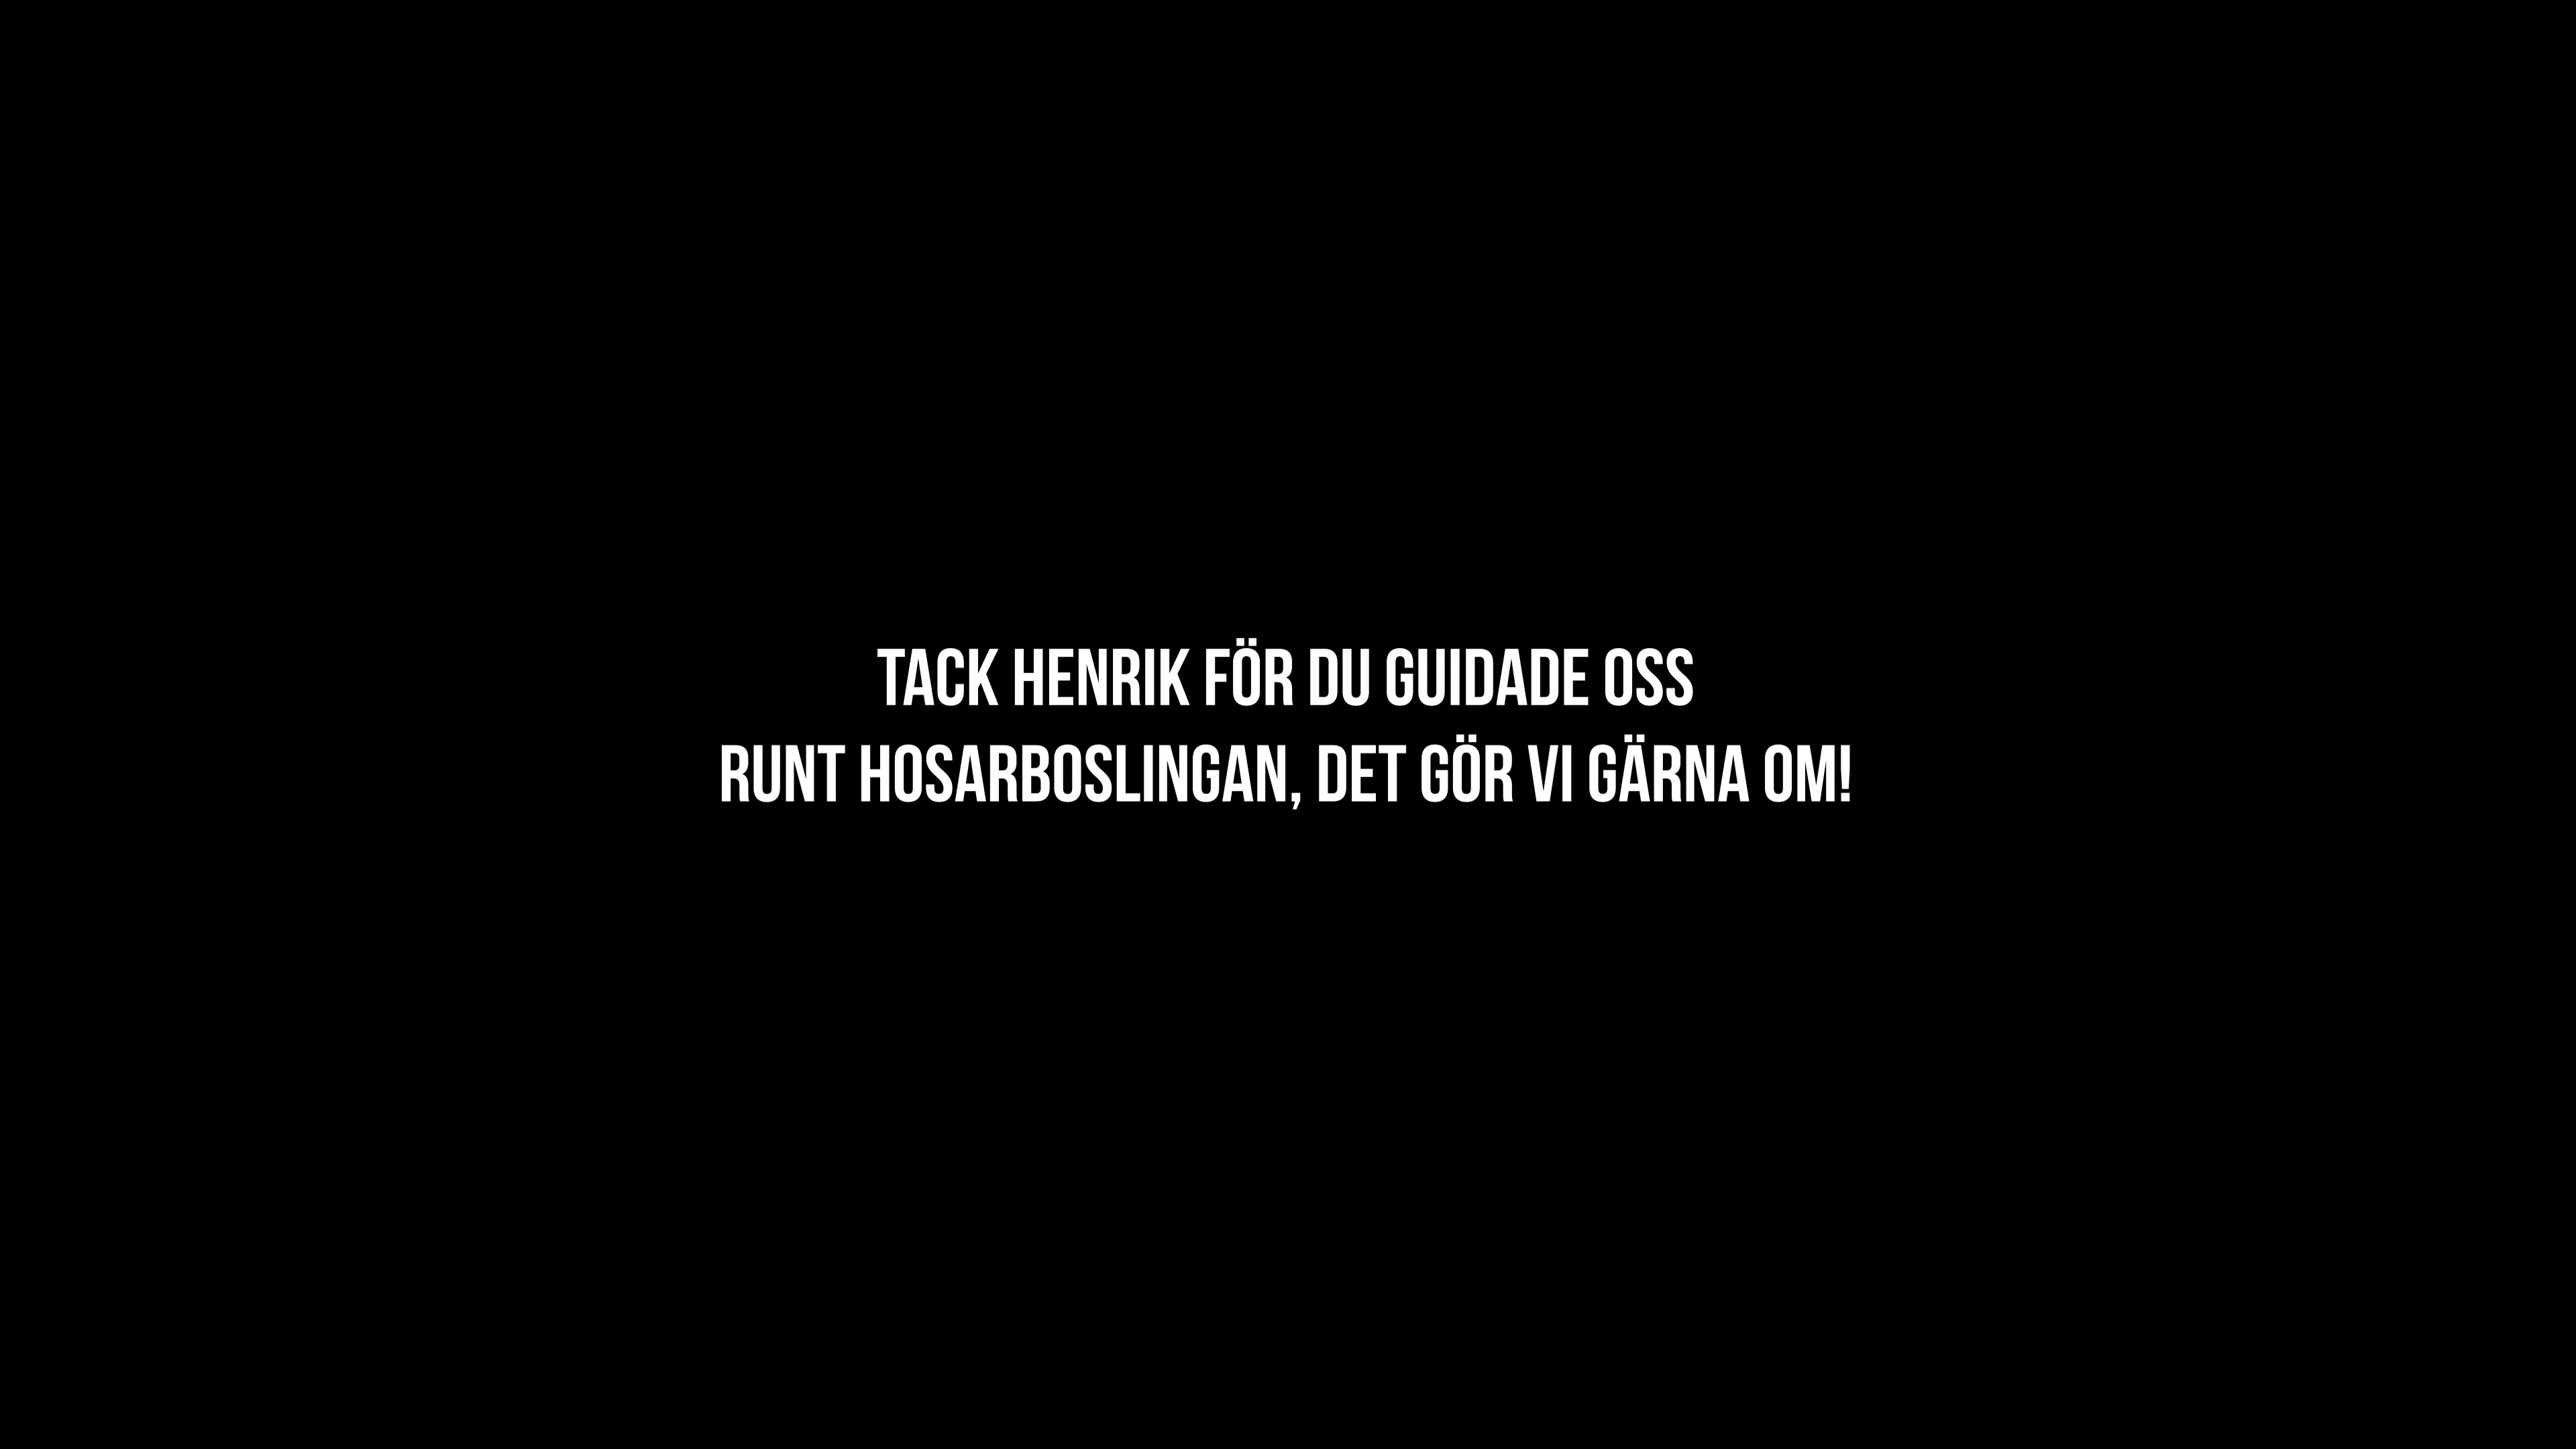 TACK HENRIK FÖR DU GUIDADE OSS
RUNT HOSARBOSLINGAN, DET GÖR VI GÄRNA OM!